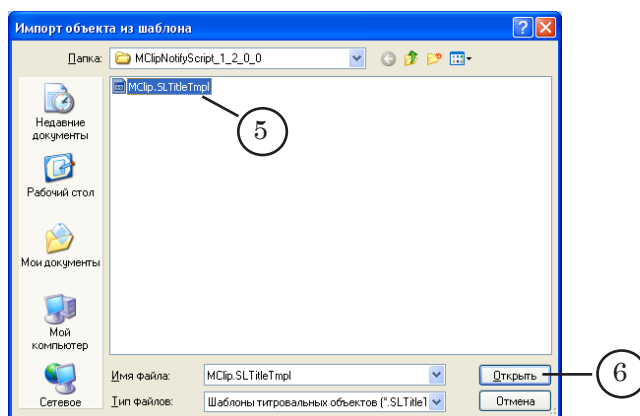 Импорт объекта из шаблона
Папка: MClipNotifyScript_1_2_0_0
MClip.SLTitleTmpl
5
Недавние
документы
Рабочий стол
Мои документы
Мой
компьютер
Сетевое
Имя файла: MClip.SLTitleTmpl Открыть
6
Тип файлов: Шаблоны титровальных объектов (*.SLTitleT Отмена